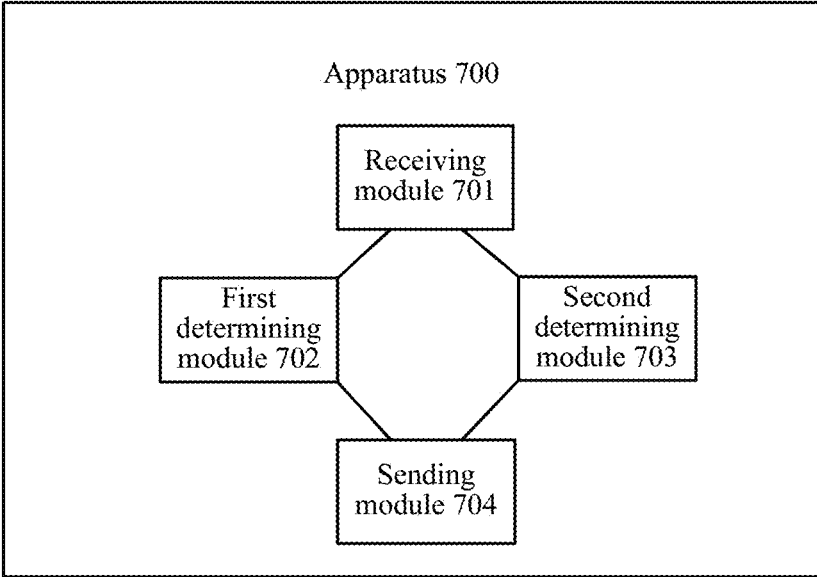 Apparatus 700
Receiving
module 701
First
determining
module 702
Second
determining
module 703
Sending
module 704